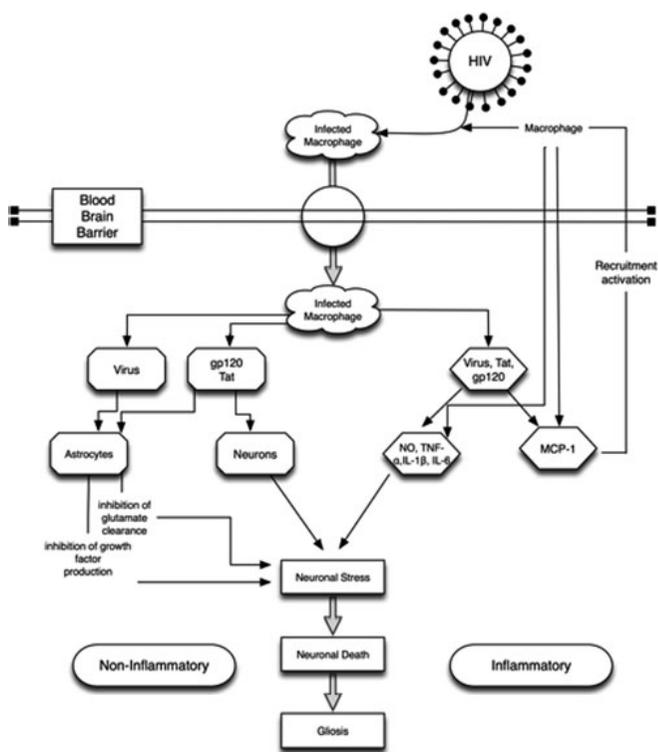 HIV
Infected
Macrophage
Macrophage
Blood
Brain
Barrier
Recruitment
activation
Infected
Macrophage
Virus
gp120
Tat
Virus, Tat,
gp120
Astrocytes
Neurons
NO, TNF-
α,IL-1β, IL-6
MCP-1
inhibition of
glutamate
clearance
inhibition of growth
factor
production
Neuronal Stress
Non-Inflammatory
Neuronal Death
Inflammatory
Gliosis